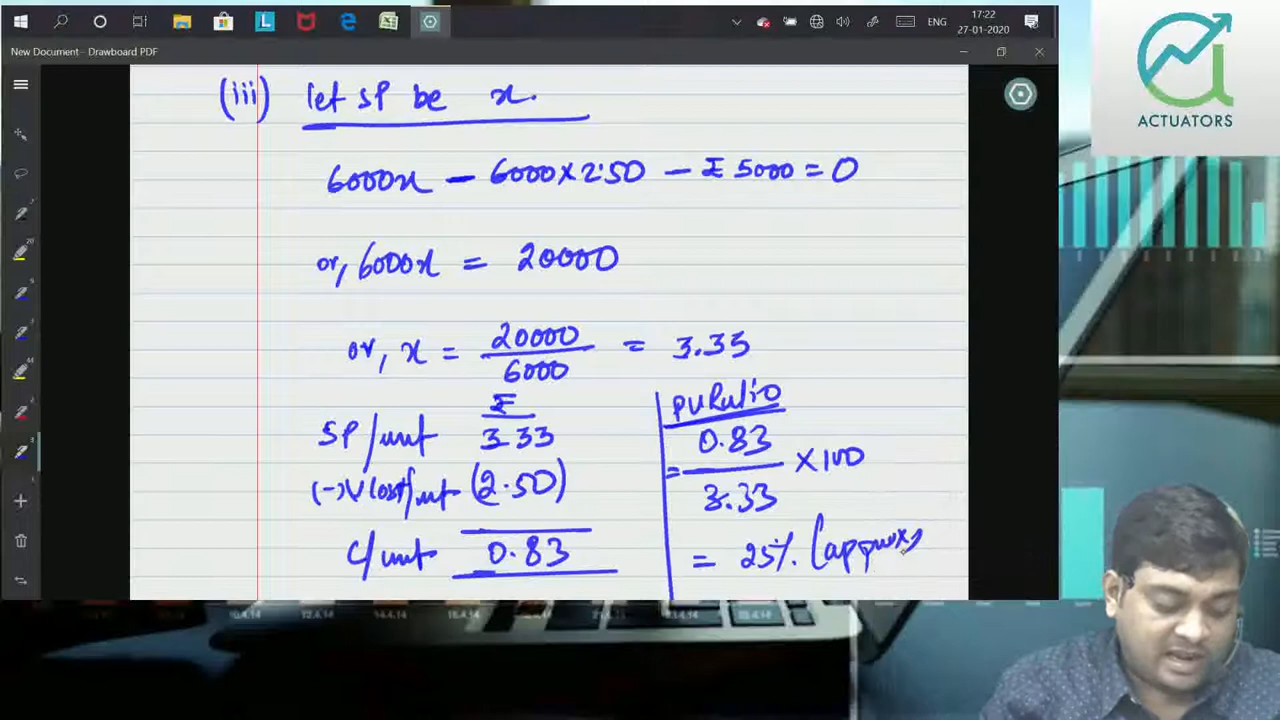 ENG
17:22
27-01-2020
New Document - Drawboard PDF
ACTUATORS
(iii) let SP be x.
6000x - 6000×2.50 - ₹ 5000 = 0
or, 6000x = 20000
or, x = 20000/6000 = 3.33
₹
SP/unit 3.33
(-) V Cost/unit (2.50)
C/unit 0.83
PV Ratio
= 0.83/3.33 × 100
= 25%. (approx)